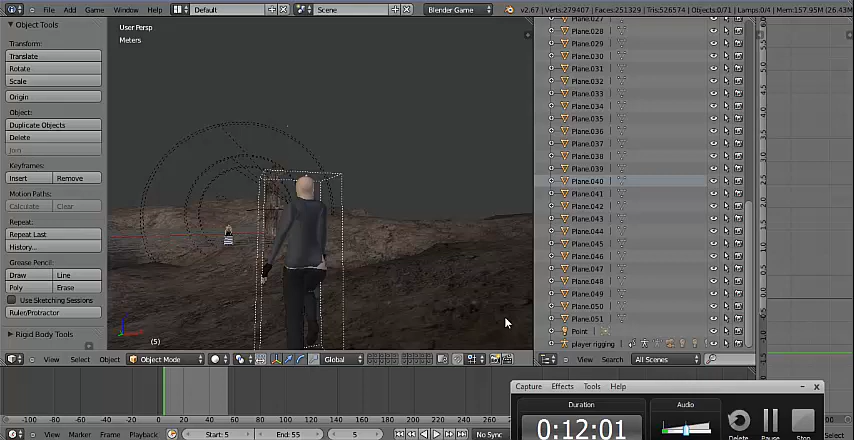 File Add Game Window Help Default Scene Blender Game v2.67 | Verts:279407 | Faces:251329 | Tris:526574 | Objects:0/71 | Lamps:0/4 | Mem:157.95M (26.43M
Object Tools
Transform:
Translate
Rotate
Scale
Origin
Object:
Duplicate Objects
Delete
Join
Keyframes:
Insert Remove
Motion Paths:
Calculate Clear
Repeat:
Repeat Last
History...
Grease Pencil:
Draw Line
Poly Erase
Use Sketching Sessions
Ruler/Protractor
Rigid Body Tools
User Persp
Meters
(5)
Plane.027
Plane.028
Plane.029
Plane.030
Plane.031
Plane.032
Plane.033
Plane.034
Plane.035
Plane.036
Plane.037
Plane.038
Plane.039
Plane.040
Plane.041
Plane.042
Plane.043
Plane.044
Plane.045
Plane.046
Plane.047
Plane.048
Plane.049
Plane.050
Plane.051
Point
player rigging
View Select Object Object Mode Global
View Search All Scenes
-100 -80 -60 -40 -20 0 20 40 60 80 100 120 140 160 180 200 220 240 260
View Marker Frame Playback Start: 5 End: 55 5 No Sync
Capture Effects Tools Help
Duration Audio
0:12:01
Delete Pause Stop